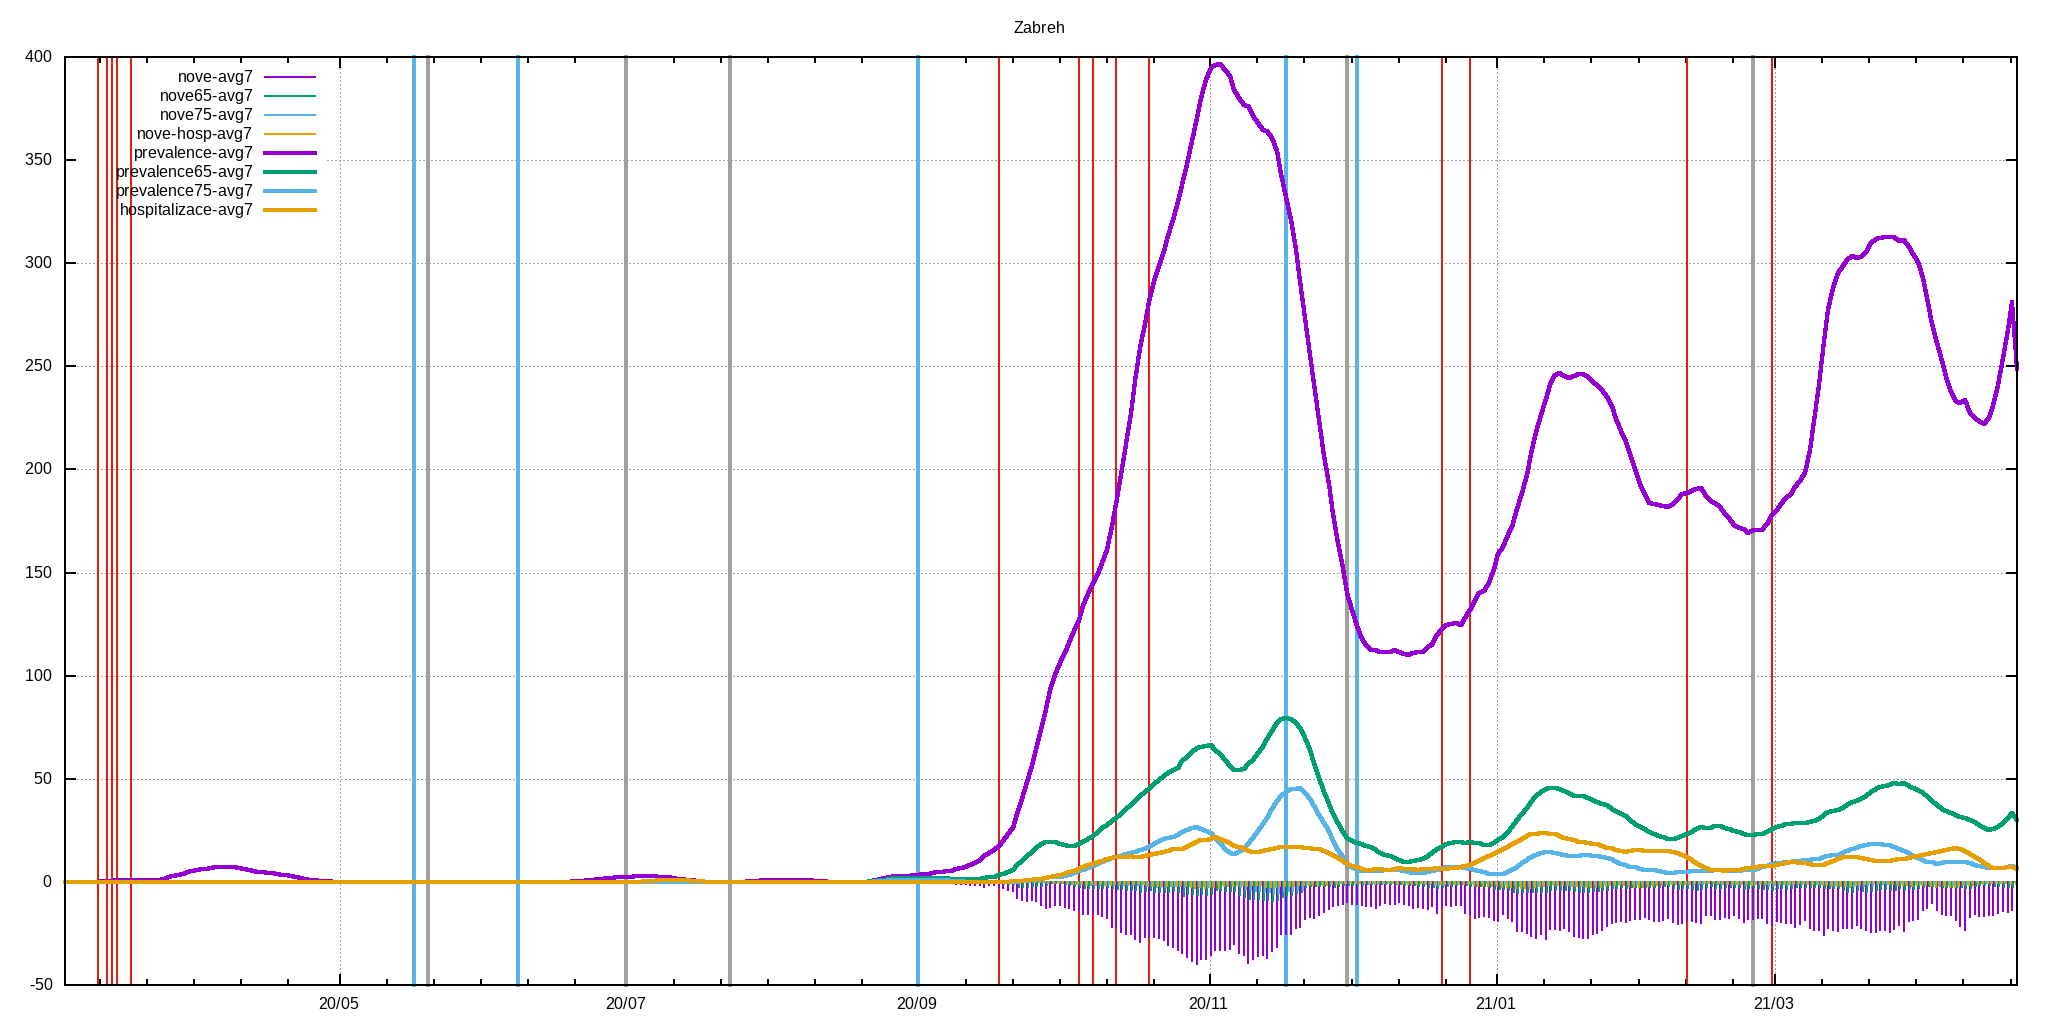 Zabreh
400
350
300
250
200
150
100
50
0
-50
nove-avg7
nove65-avg7
nove75-avg7
nove-hosp-avg7
prevalence-avg7
prevalence65-avg7
prevalence75-avg7
hospitalizace-avg7
20/05 20/07 20/09 20/11 21/01 21/03